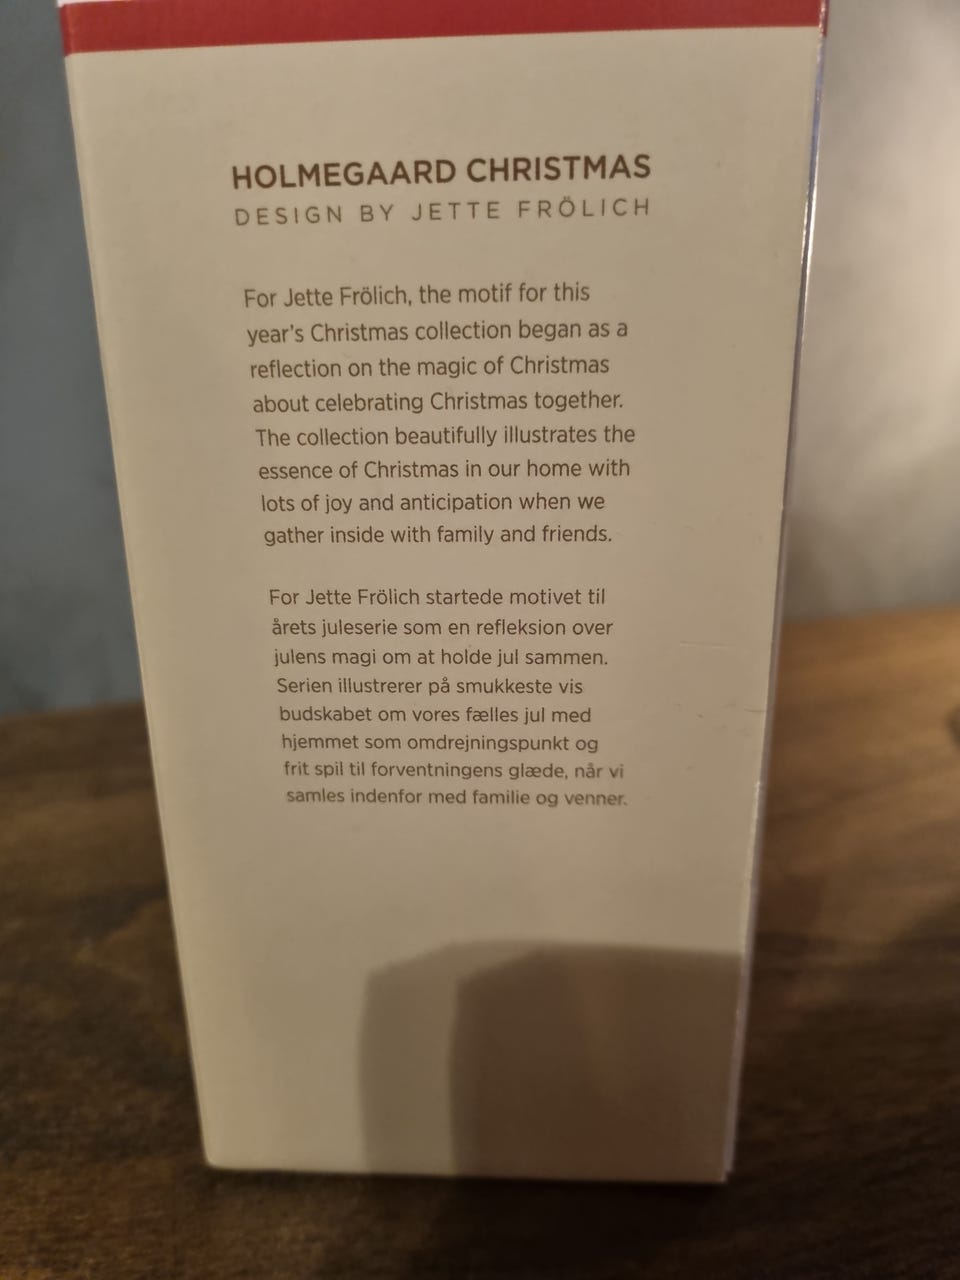 HOLMEGAARD CHRISTMAS
DESIGN BY JETTE FRÖLICH
For Jette Frölich, the motif for this
year's Christmas collection began as a
reflection on the magic of Christmas
about celebrating Christmas together.
The collection beautifully illustrates the
essence of Christmas in our home with
lots of joy and anticipation when we
gather inside with family and friends.
For Jette Frölich startede motivet til
årets juleserie som en refleksion over
julens magi om at holde jul sammen.
Serien illustrerer på smukkeste vis
budskabet om vores fælles jul med
hjemmet som omdrejningspunkt og
frit spil til forventningens glæde, når vi
samles indenfor med familie og venner.